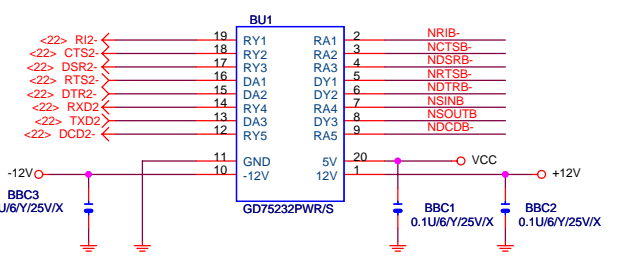 BU1
<22> RI2- 19 RY1 RA1 2 NRIB-
<22> CTS2- 18 RY2 RA2 3 NCTSB-
<22> DSR2- 17 RY3 RA3 4 NDSRB-
<22> RTS2- 16 DA1 DY1 5 NRTSB-
<22> DTR2- 15 DA2 DY2 6 NDTRB-
<22> RXD2 14 RY4 RA4 7 NSINB
<22> TXD2 13 DA3 DY3 8 NSOUTB
<22> DCD2- 12 RY5 RA5 9 NDCDB-
11 GND 5V 20 VCC
-12V 10 -12V 12V 1 +12V
BBC3
U/6/Y/25V/X
GD75232PWR/S
BBC1
0.1U/6/Y/25V/X
BBC2
0.1U/6/Y/25V/X